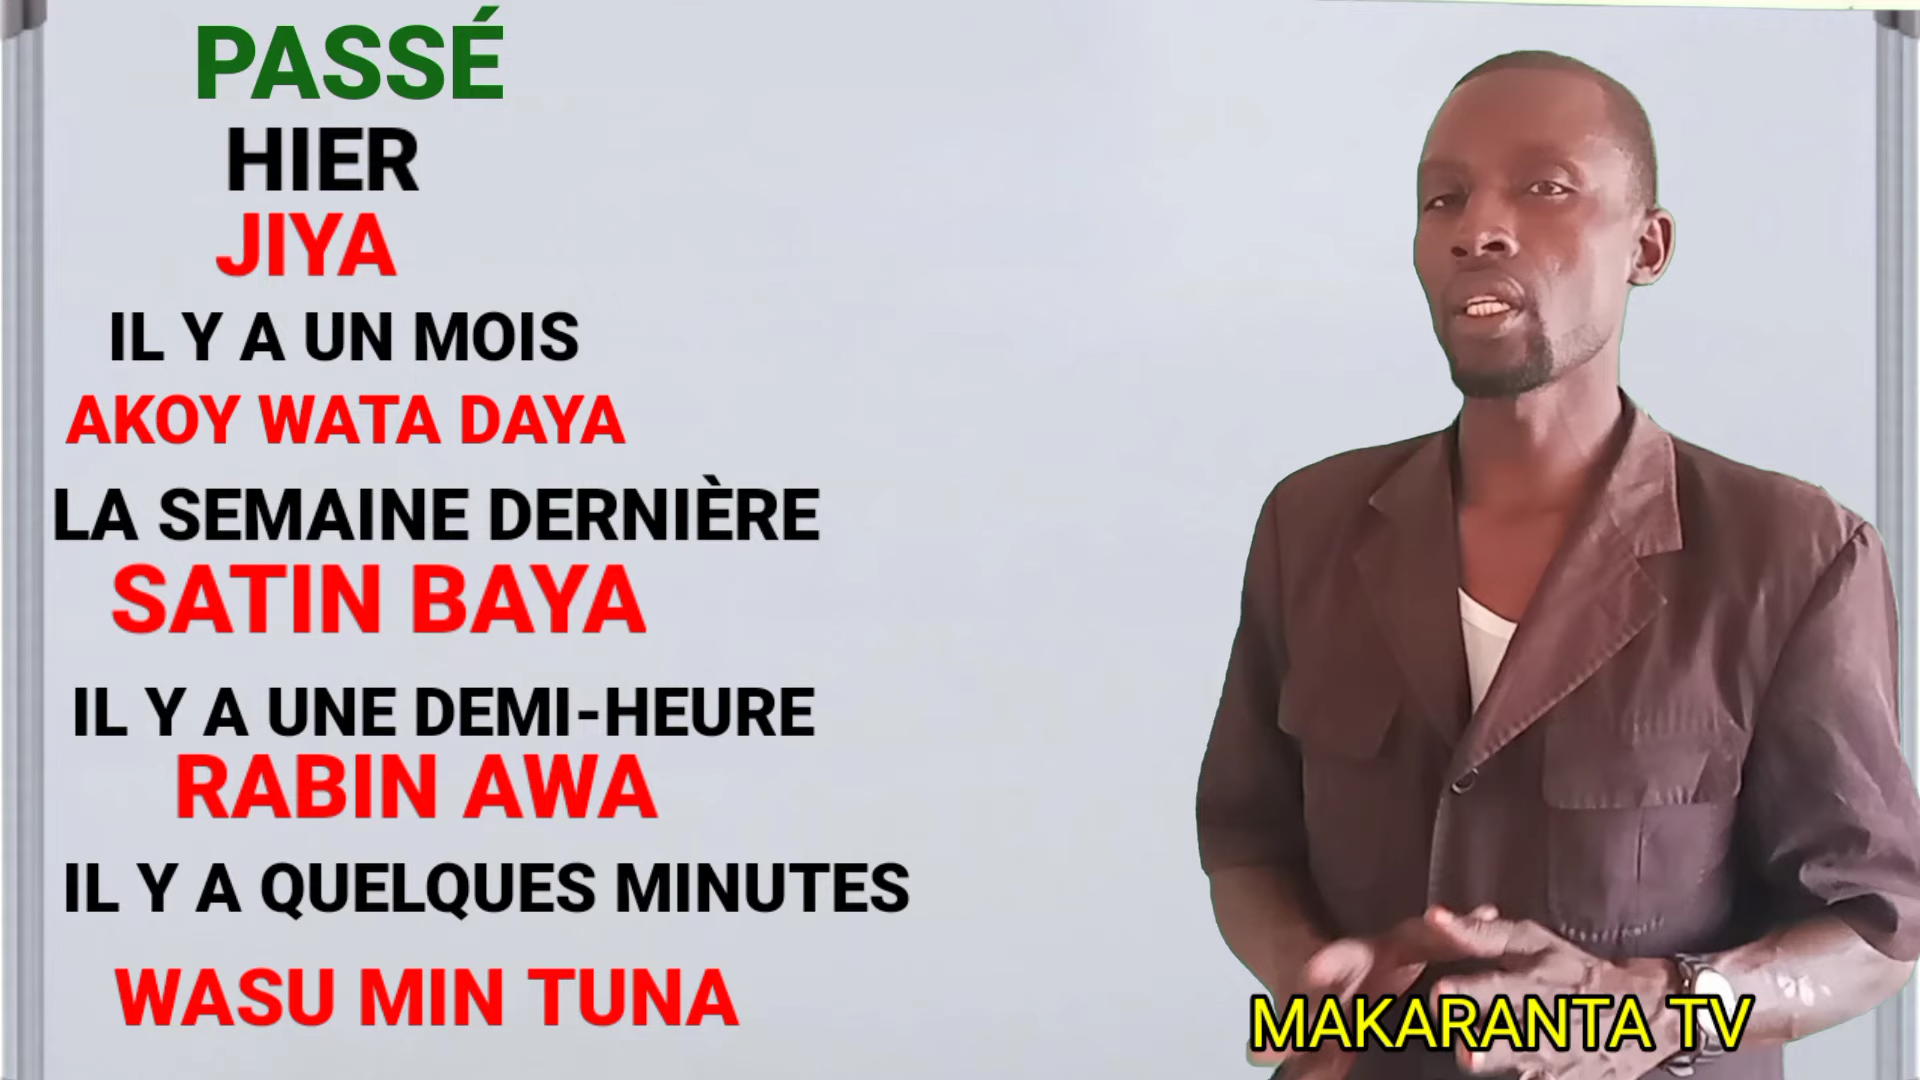 PASSÉ
HIER
JIYA
IL Y A UN MOIS
AKOY WATA DAYA
LA SEMAINE DERNIÈRE
SATIN BAYA
IL Y A UNE DEMI-HEURE
RABIN AWA
IL Y A QUELQUES MINUTES
WASU MIN TUNA
MAKARANTA TV